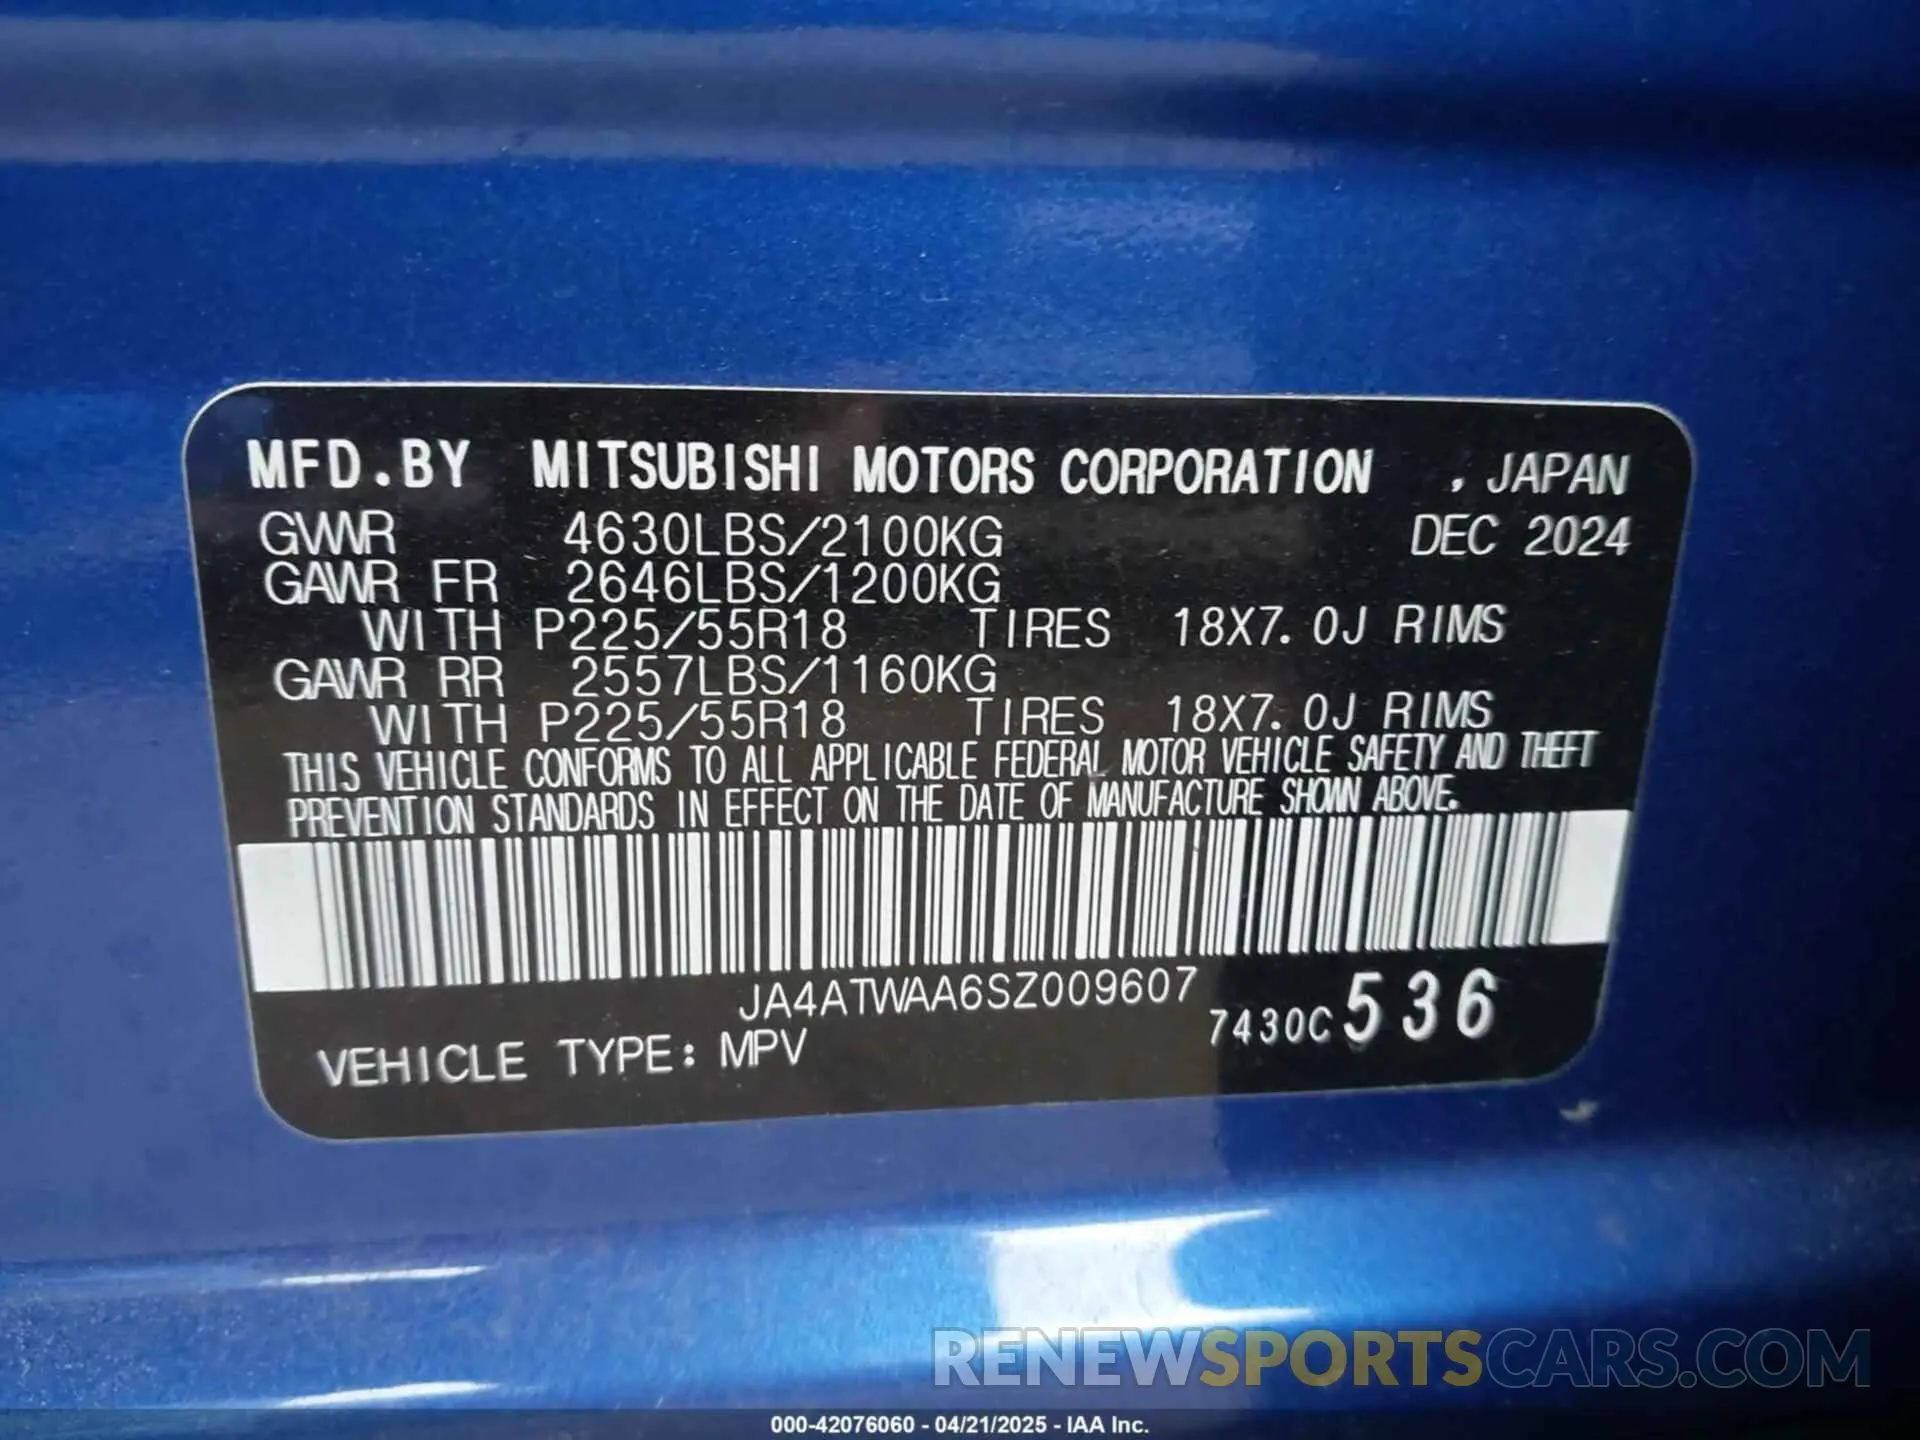 MFD.BY MITSUBISHI MOTORS CORPORATION , JAPAN
GVWR 4630LBS/2100KG DEC 2024
GAWR FR 2646LBS/1200KG
WITH P225/55R18 TIRES 18X7.0J RIMS
GAWR RR 2557LBS/1160KG
WITH P225/55R18 TIRES 18X7.0J RIMS
THIS VEHICLE CONFORMS TO ALL APPLICABLE FEDERAL MOTOR VEHICLE SAFETY AND THEFT
PREVENTION STANDARDS IN EFFECT ON THE DATE OF MANUFACTURE SHOWN ABOVE.
JA4ATWAA6SZ009607
7430C 536
VEHICLE TYPE: MPV
RENEWSPORTSCARS.COM
000-42076060 - 04/21/2025 - IAA Inc.